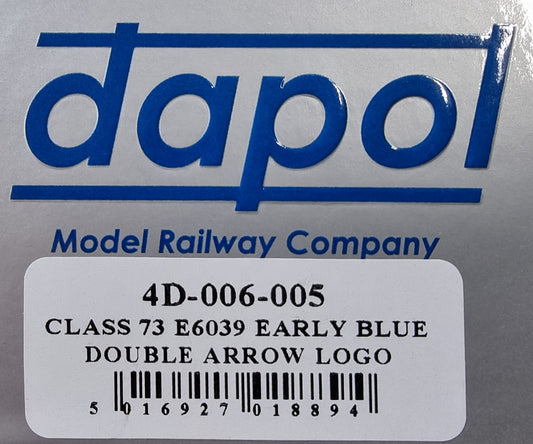 dapol
Model Railway Company
4D-006-005
CLASS 73 E6039 EARLY BLUE
DOUBLE ARROW LOGO
5 016927 018894